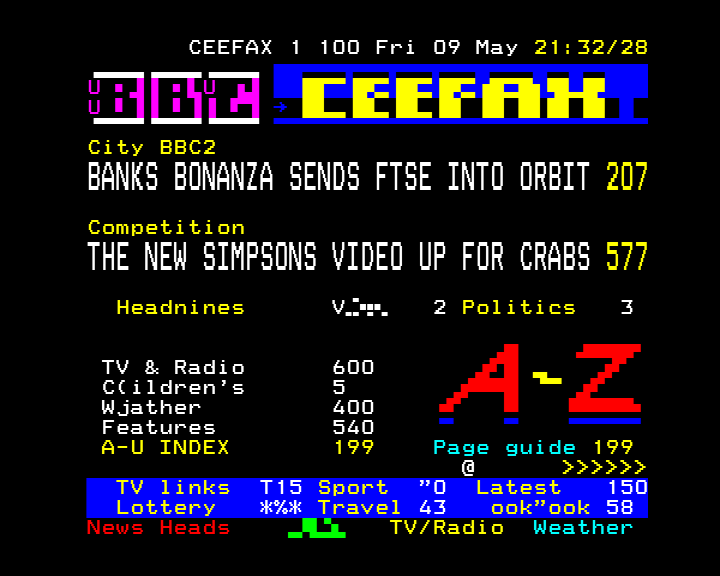 CEEFAX 1 100 Fri 09 May 21:32/28
BBC CEEFAX
City BBC2
BANKS BONANZA SENDS FTSE INTO ORBIT 207
Competition
THE NEW SIMPSONS VIDEO UP FOR CRABS 577
Headnines V 2 Politics 3
A-Z
TV & Radio 600
C(ildren's 5
Wjather 400
Features 540
A-U INDEX 199 Page guide 199
@ >>>>>>
TV links T15 Sport "0 Latest 150
Lottery *%* Travel 43 ook"ook 58
News Heads TV/Radio Weather